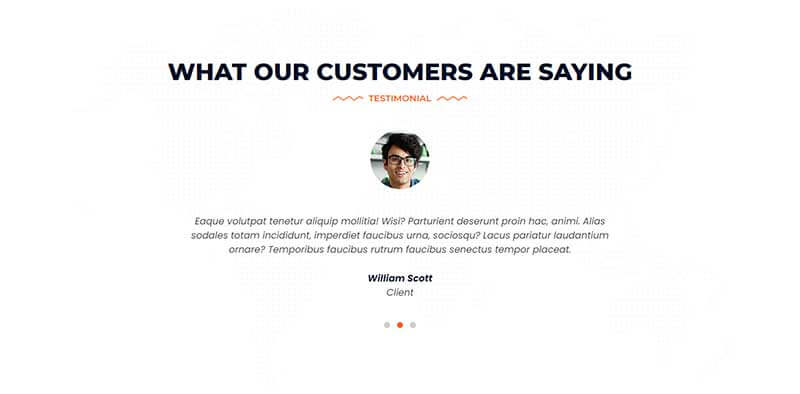 WHAT OUR CUSTOMERS ARE SAYING
TESTIMONIAL
Eaque volutpat tenetur aliquip mollitia! Wisi? Parturient deserunt proin hac, animi. Alias
sodales totam incididunt, imperdiet faucibus urna, sociosqu? Lacus pariatur laudantium
ornare? Temporibus faucibus rutrum faucibus senectus tempor placeat.
William Scott
Client